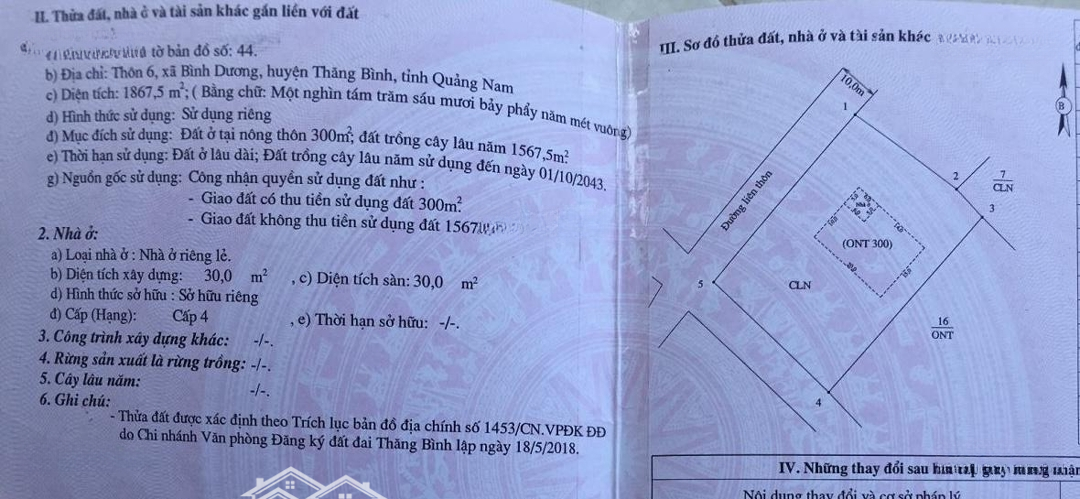 II. Thửa đất, nhà ở và tài sản khác gắn liền với đất
tờ bản đồ số: 44.
b) Địa chỉ: Thôn 6, xã Bình Dương, huyện Thăng Bình, tỉnh Quảng Nam
c) Diện tích: 1867,5 m²; ( Bằng chữ: Một nghìn tám trăm sáu mươi bảy phẩy năm mét vuông)
d) Hình thức sử dụng: Sử dụng riêng
đ) Mục đích sử dụng: Đất ở tại nông thôn 300m²; đất trồng cây lâu năm 1567,5m².
e) Thời hạn sử dụng: Đất ở lâu dài; Đất trồng cây lâu năm sử dụng đến ngày 01/10/2043.
g) Nguồn gốc sử dụng: Công nhận quyền sử dụng đất như :
- Giao đất có thu tiền sử dụng đất 300m².
- Giao đất không thu tiền sử dụng đất 1567
2. Nhà ở:
a) Loại nhà ở : Nhà ở riêng lẻ.
b) Diện tích xây dựng: 30,0 m² , c) Diện tích sàn: 30,0 m²
d) Hình thức sở hữu : Sở hữu riêng
đ) Cấp (Hạng): Cấp 4 , e) Thời hạn sở hữu: -/-.
3. Công trình xây dựng khác: -/-.
4. Rừng sản xuất là rừng trồng: -/-.
5. Cây lâu năm: -/-.
6. Ghi chú:
- Thửa đất được xác định theo Trích lục bản đồ địa chính số 1453/CN.VPĐK ĐĐ
do Chi nhánh Văn phòng Đăng ký đất đai Thăng Bình lập ngày 18/5/2018.
III. Sơ đồ thửa đất, nhà ở và tài sản khác
10,0m
1
B
2
7
CLN
3
Đường liên thôn
(ONT 300)
5
CLN
16
ONT
4
IV. Những thay đổi sau
Nội dung thay đổi và cơ sở pháp lý